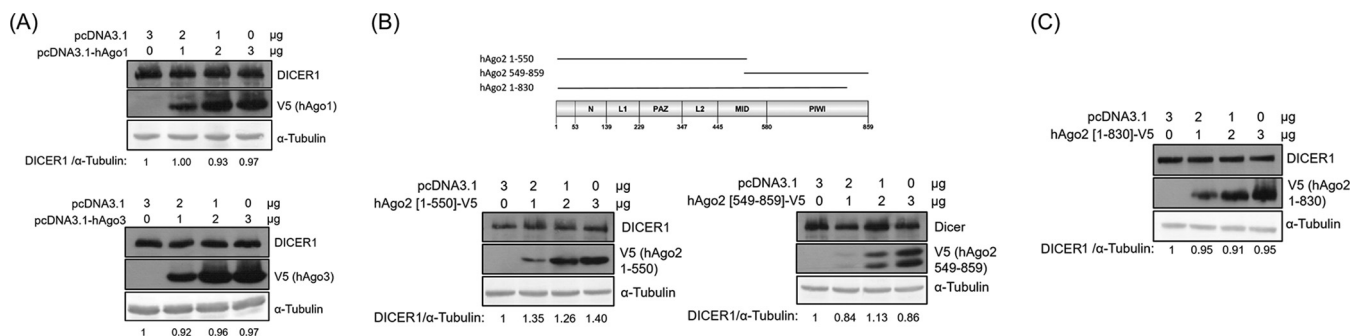 (A)
pcDNA3.1 3 2 1 0 µg
pcDNA3.1-hAgo1 0 1 2 3 µg
DICER1
V5 (hAgo1)
α-Tubulin
DICER1 /α-Tubulin: 1 1.00 0.93 0.97
pcDNA3.1 3 2 1 0 µg
pcDNA3.1-hAgo3 0 1 2 3 µg
DICER1
V5 (hAgo3)
α-Tubulin
1 0.92 0.96 0.97
(B)
hAgo2 1-550
hAgo2 549-859
hAgo2 1-830
N L1 PAZ L2 MID PIWI
1 53 139 229 347 445 580 859
pcDNA3.1 3 2 1 0 µg
hAgo2 [1-550]-V5 0 1 2 3 µg
DICER1
V5 (hAgo2
1-550)
α-Tubulin
DICER1/α-Tubulin: 1 1.35 1.26 1.40
pcDNA3.1 3 2 1 0 µg
hAgo2 [549-859]-V5 0 1 2 3 µg
Dicer
V5 (hAgo2
549-859)
α-Tubulin
DICER1/α-Tubulin: 1 0.84 1.13 0.86
(C)
pcDNA3.1 3 2 1 0 µg
hAgo2 [1-830]-V5 0 1 2 3 µg
DICER1
V5 (hAgo2
1-830)
α-Tubulin
DICER1 /α-Tubulin: 1 0.95 0.91 0.95